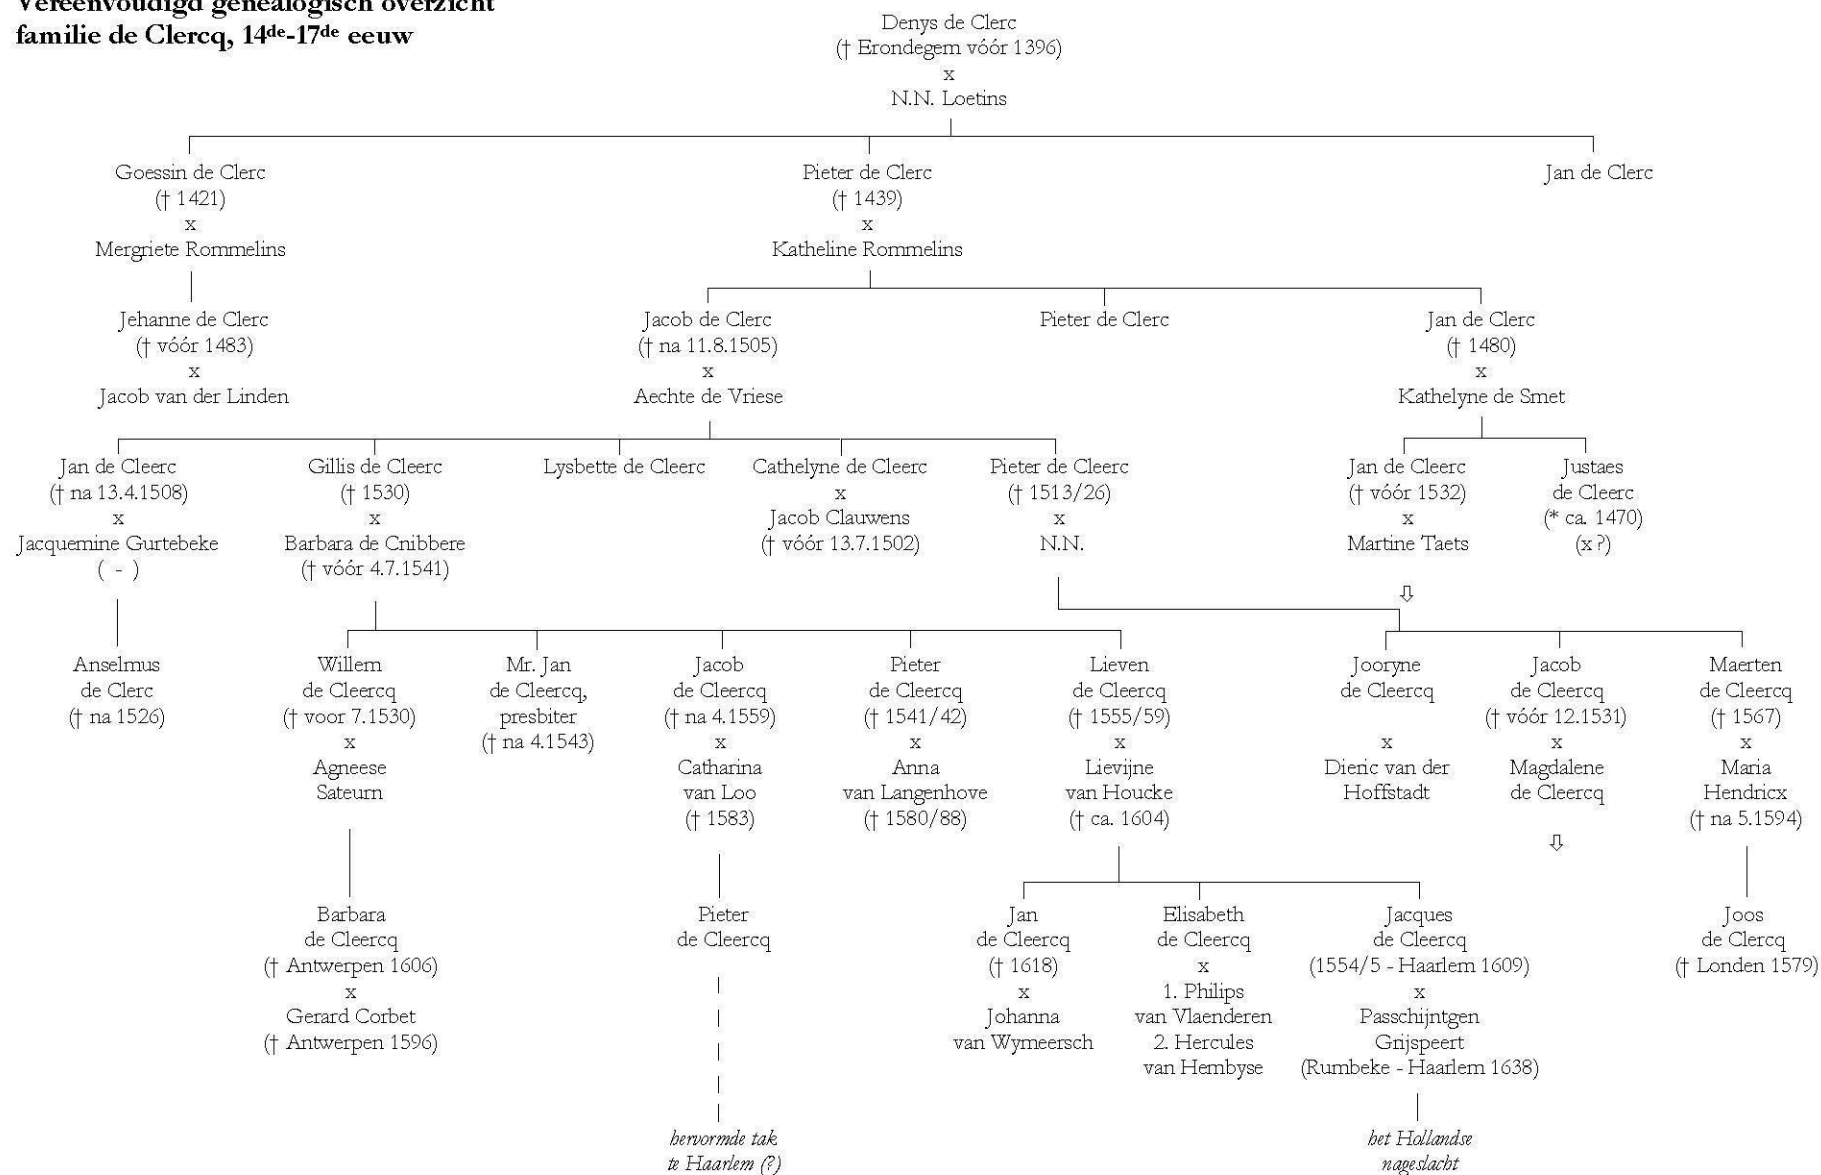 Vereenvoudigd genealogisch overzicht
familie de Clercq, 14de-17de eeuw
Denys de Clerc
(† Erondegem vóór 1396)
x
N.N. Loetins
Goessin de Clerc
(† 1421)
x
Mergriete Rommelins
Pieter de Clerc
(† 1439)
x
Katheline Rommelins
Jan de Clerc
Jehanne de Clerc
(† vóór 1483)
x
Jacob van der Linden
Jacob de Clerc
(† na 11.8.1505)
x
Aechte de Vriese
Pieter de Clerc
Jan de Clerc
(† 1480)
x
Kathelyne de Smet
Jan de Cleerc
(† na 13.4.1508)
x
Jacquemine Gurtebeke
( - )
Gillis de Cleerc
(† 1530)
x
Barbara de Cnibbere
(† vóór 4.7.1541)
Lysbette de Cleerc
Cathelyne de Cleerc
x
Jacob Clauwens
(† vóór 13.7.1502)
Pieter de Cleerc
(† 1513/26)
x
N.N.
Jan de Cleerc
(† vóór 1532)
x
Martine Taets
⇩
Justaes
de Cleerc
(* ca. 1470)
(x ?)
Anselmus
de Clerc
(† na 1526)
Willem
de Cleercq
(† voor 7.1530)
x
Agneese
Sateurn
Mr. Jan
de Cleercq,
presbiter
(† na 4.1543)
Jacob
de Cleercq
(† na 4.1559)
x
Catharina
van Loo
(† 1583)
Pieter
de Cleercq
(† 1541/42)
x
Anna
van Langenhove
(† 1580/88)
Lieven
de Cleercq
(† 1555/59)
x
Lievijne
van Houcke
(† ca. 1604)
Jooryne
de Cleercq
x
Dieric van der
Hoffstadt
Jacob
de Cleercq
(† vóór 12.1531)
x
Magdalene
de Cleercq
⇩
Maerten
de Cleercq
(† 1567)
x
Maria
Hendricx
(† na 5.1594)
Barbara
de Cleercq
(† Antwerpen 1606)
x
Gerard Corbet
(† Antwerpen 1596)
Pieter
de Cleercq
Jan
de Cleercq
(† 1618)
x
Johanna
van Wymeersch
Elisabeth
de Cleercq
x
1. Philips
van Vlaenderen
2. Hercules
van Hembyse
Jacques
de Cleercq
(1554/5 - Haarlem 1609)
x
Passchijntgen
Grijspeert
(Rumbeke - Haarlem 1638)
Joos
de Clercq
(† Londen 1579)
hervormde tak
te Haarlem (?)
het Hollandse
nageslacht